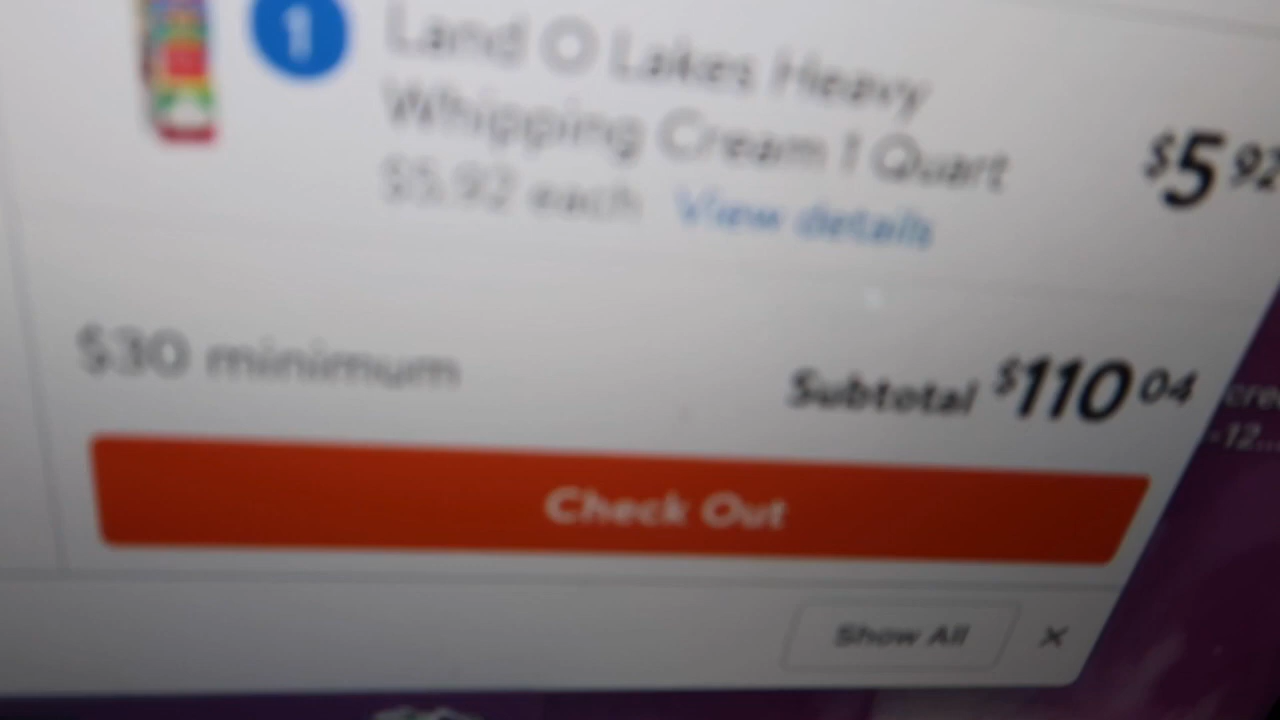 1
Land O Lakes Heavy
Whipping Cream 1 Quart
$5.92 each View details
$5 92
$30 minimum
Subtotal $110 04
Check Out
Show All ×
-12...